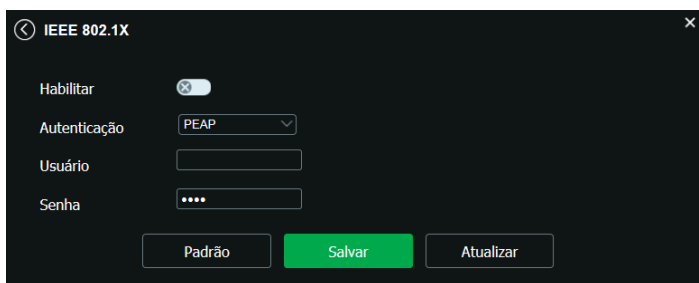 IEEE 802.1X
Habilitar
Autenticação PEAP
Usuário
Senha ••••
Padrão Salvar Atualizar